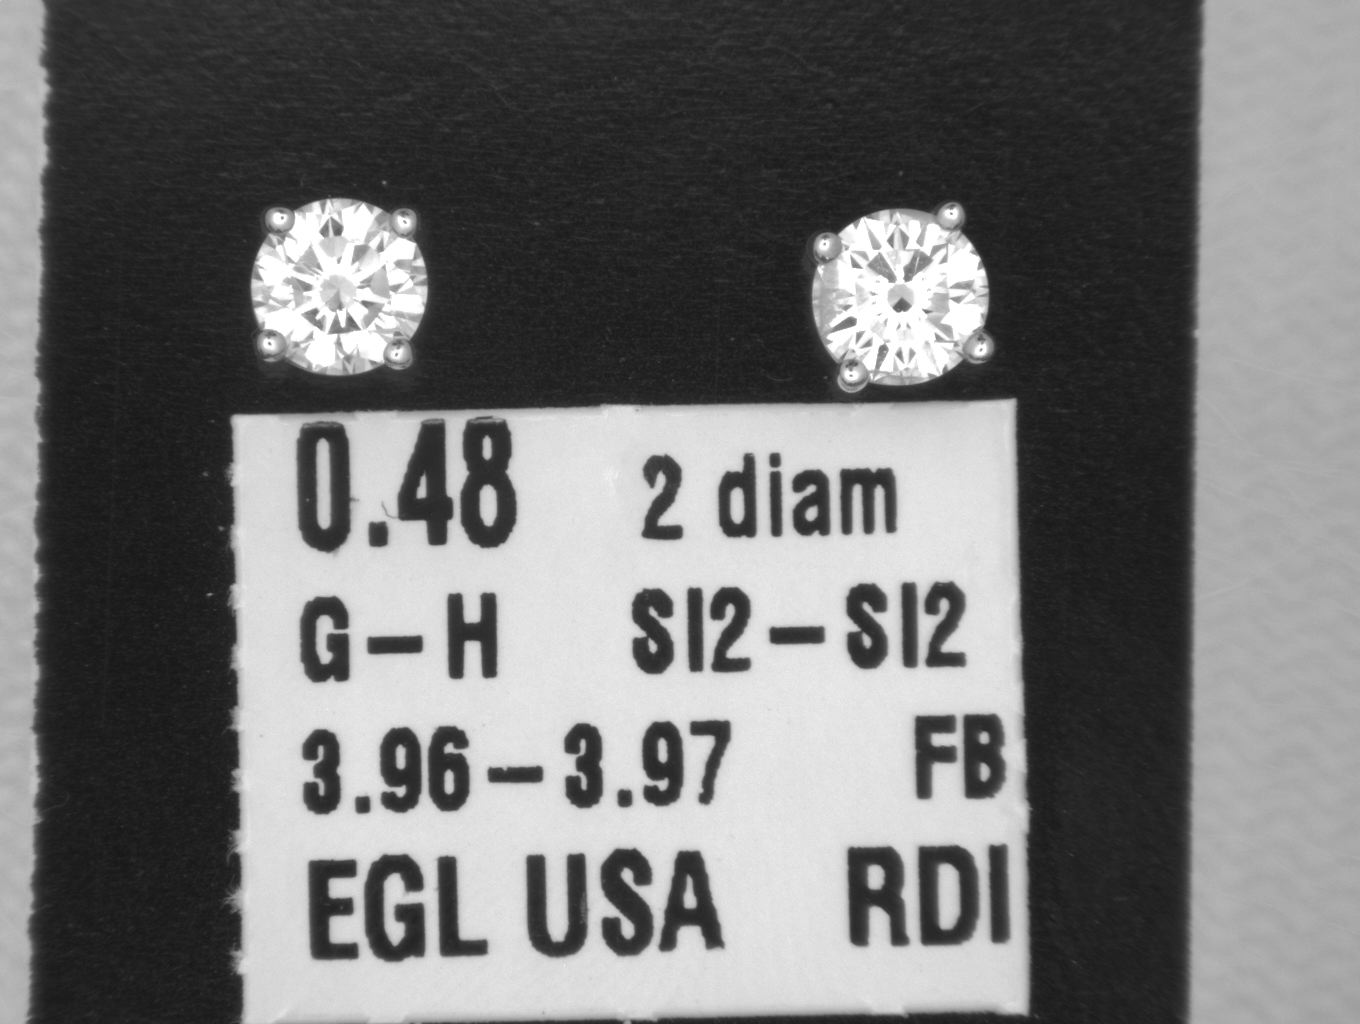 0.48 2 diam
G-H SI2-SI2
3.96-3.97 FB
EGL USA RDI